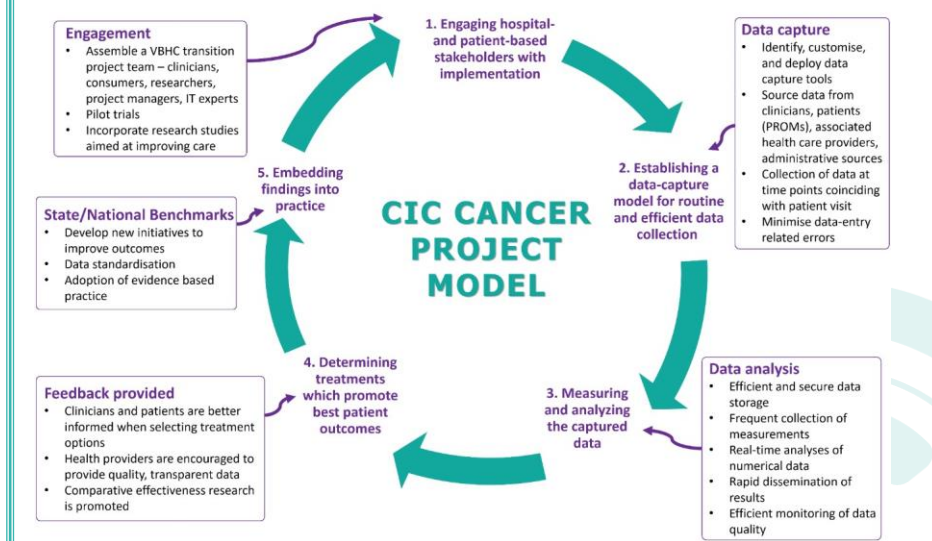 Engagement
• Assemble a VBHC transition
project team – clinicians,
consumers, researchers,
project managers, IT experts
• Pilot trials
• Incorporate research studies
aimed at improving care
1. Engaging hospital-
and patient-based
stakeholders with
implementation
Data capture
• Identify, customise,
and deploy data
capture tools
• Source data from
clinicians, patients
(PROMs), associated
health care providers,
administrative sources
• Collection of data at
time points coinciding
with patient visit
• Minimise data-entry
related errors
2. Establishing a
data-capture
model for routine
and efficient data
collection
CIC CANCER
PROJECT
MODEL
5. Embedding
findings into
practice
State/National Benchmarks
• Develop new initiatives to
improve outcomes
• Data standardisation
• Adoption of evidence based
practice
4. Determining
treatments
which promote
best patient
outcomes
Feedback provided
• Clinicians and patients are better
informed when selecting treatment
options
• Health providers are encouraged to
provide quality, transparent data
• Comparative effectiveness research
is promoted
3. Measuring
and analyzing
the captured
data
Data analysis
• Efficient and secure data
storage
• Frequent collection of
measurements
• Real-time analyses of
numerical data
• Rapid dissemination of
results
• Efficient monitoring of data
quality